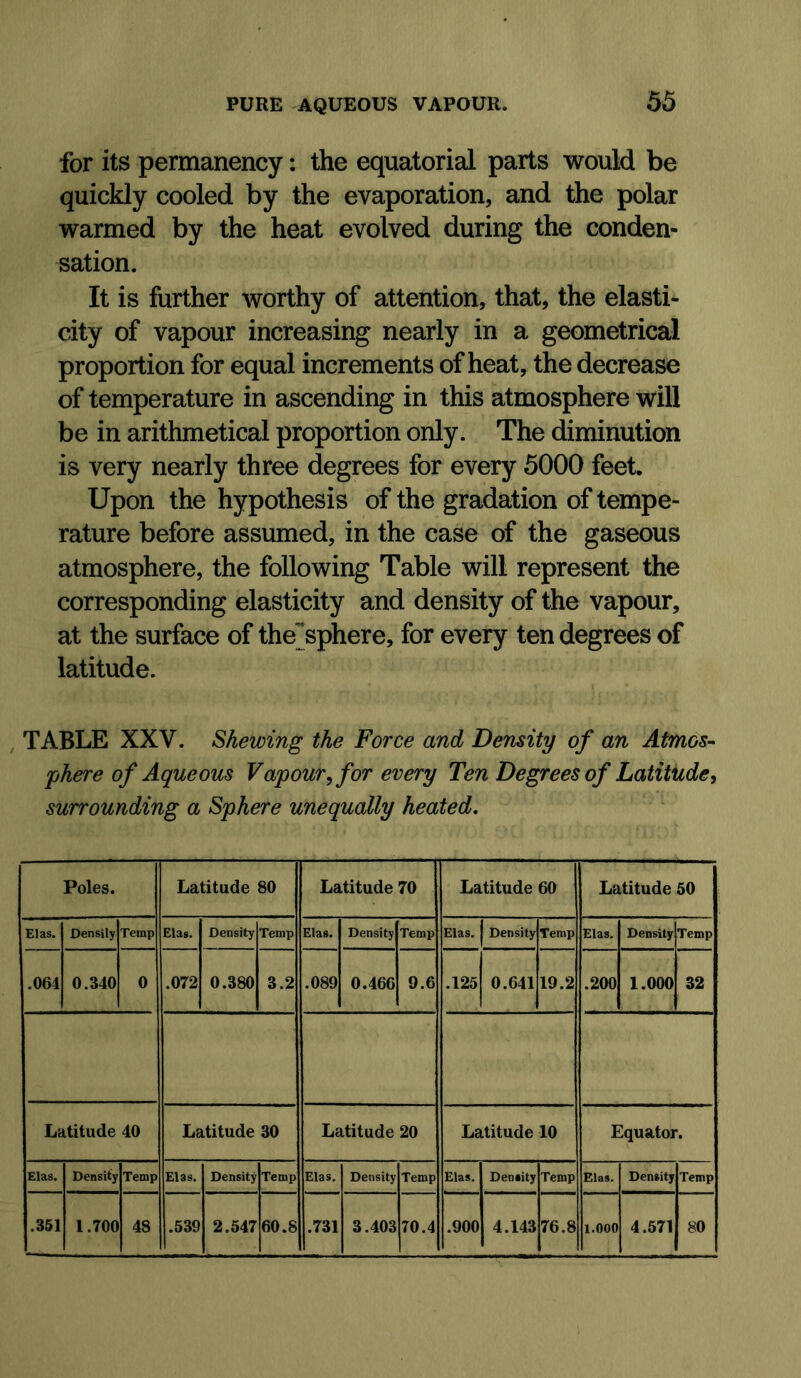 PURE AQUEOUS VAPOUR. 55
for its permanency: the equatorial parts would be
quickly cooled by the evaporation, and the polar
warmed by the heat evolved during the conden-
sation.
It is further worthy of attention, that, the elasti-
city of vapour increasing nearly in a geometrical
proportion for equal increments of heat, the decrease
of temperature in ascending in this atmosphere will
be in arithmetical proportion only. The diminution
is very nearly three degrees for every 5000 feet.
Upon the hypothesis of the gradation of tempe-
rature before assumed, in the case of the gaseous
atmosphere, the following Table will represent the
corresponding elasticity and density of the vapour,
at the surface of the sphere, for every ten degrees of
latitude.
TABLE XXV. Shewing the Force and Density of an Atmos-
phere of Aqueous Vapour, for every Ten Degrees of Latitude,
surrounding a Sphere unequally heated.
Poles. Latitude 80 Latitude 70 Latitude 60 Latitude 50
Elas. Densily Temp Elas. Density Temp Elas. Density Temp Elas. Density Temp Elas. Density Temp
.064 0.340 0 .072 0.380 3.2 .089 0.466 9.6 .125 0.641 19.2 .200 1.000 32
Latitude 40 Latitude 30 Latitude 20 Latitude 10 Equator.
Elas. Density Temp Elas. Density Temp Elas. Density Temp Elas. Density Temp Elas. Density Temp
.351 1.700 48 .539 2.547 60.8 .731 3.403 70.4 .900 4.143 76.8 1.000 4.571 80